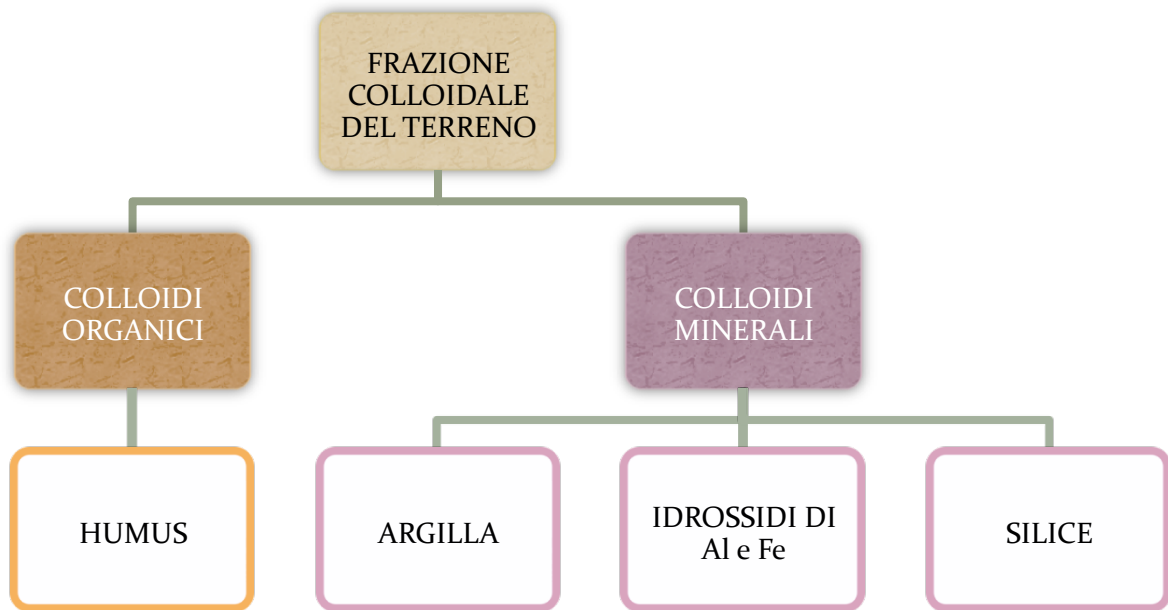 FRAZIONE
COLLOIDALE
DEL TERRENO
COLLOIDI
ORGANICI
COLLOIDI
MINERALI
HUMUS
ARGILLA
IDROSSIDI DI
Al e Fe
SILICE